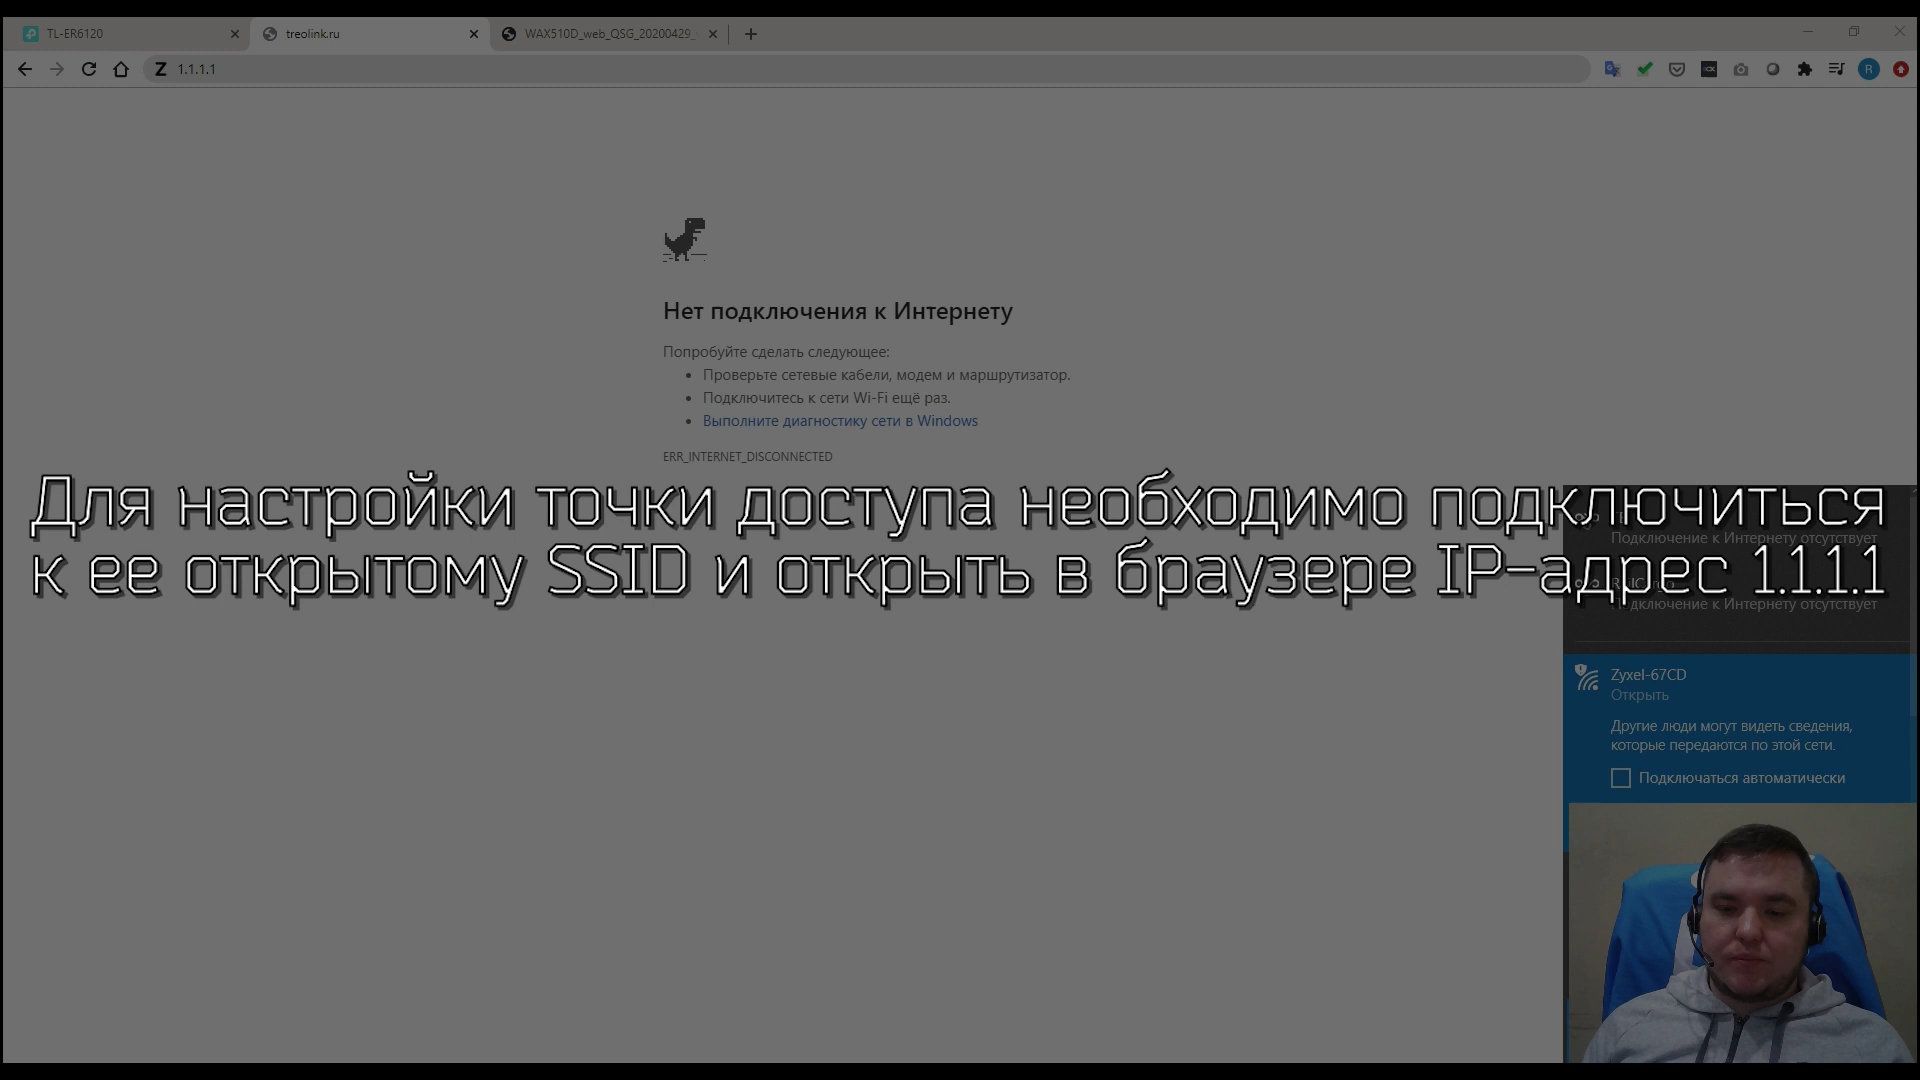 TL-ER6120
treolink.ru
WAX510D_web_QSG_20200429_
1.1.1.1
R
Нет подключения к Интернету
Попробуйте сделать следующее:
Проверьте сетевые кабели, модем и маршрутизатор.
Подключитесь к сети Wi-Fi ещё раз.
Выполните диагностику сети в Windows
ERR_INTERNET_DISCONNECTED
Для настройки точки доступа необходимо подключиться
к ее открытому SSID и открыть в браузере IP-адрес 1.1.1.1
Подключение к Интернету отсутствует
Подключение к Интернету отсутствует
Zyxel-67CD
Открыть
Другие люди могут видеть сведения,
которые передаются по этой сети.
Подключаться автоматически